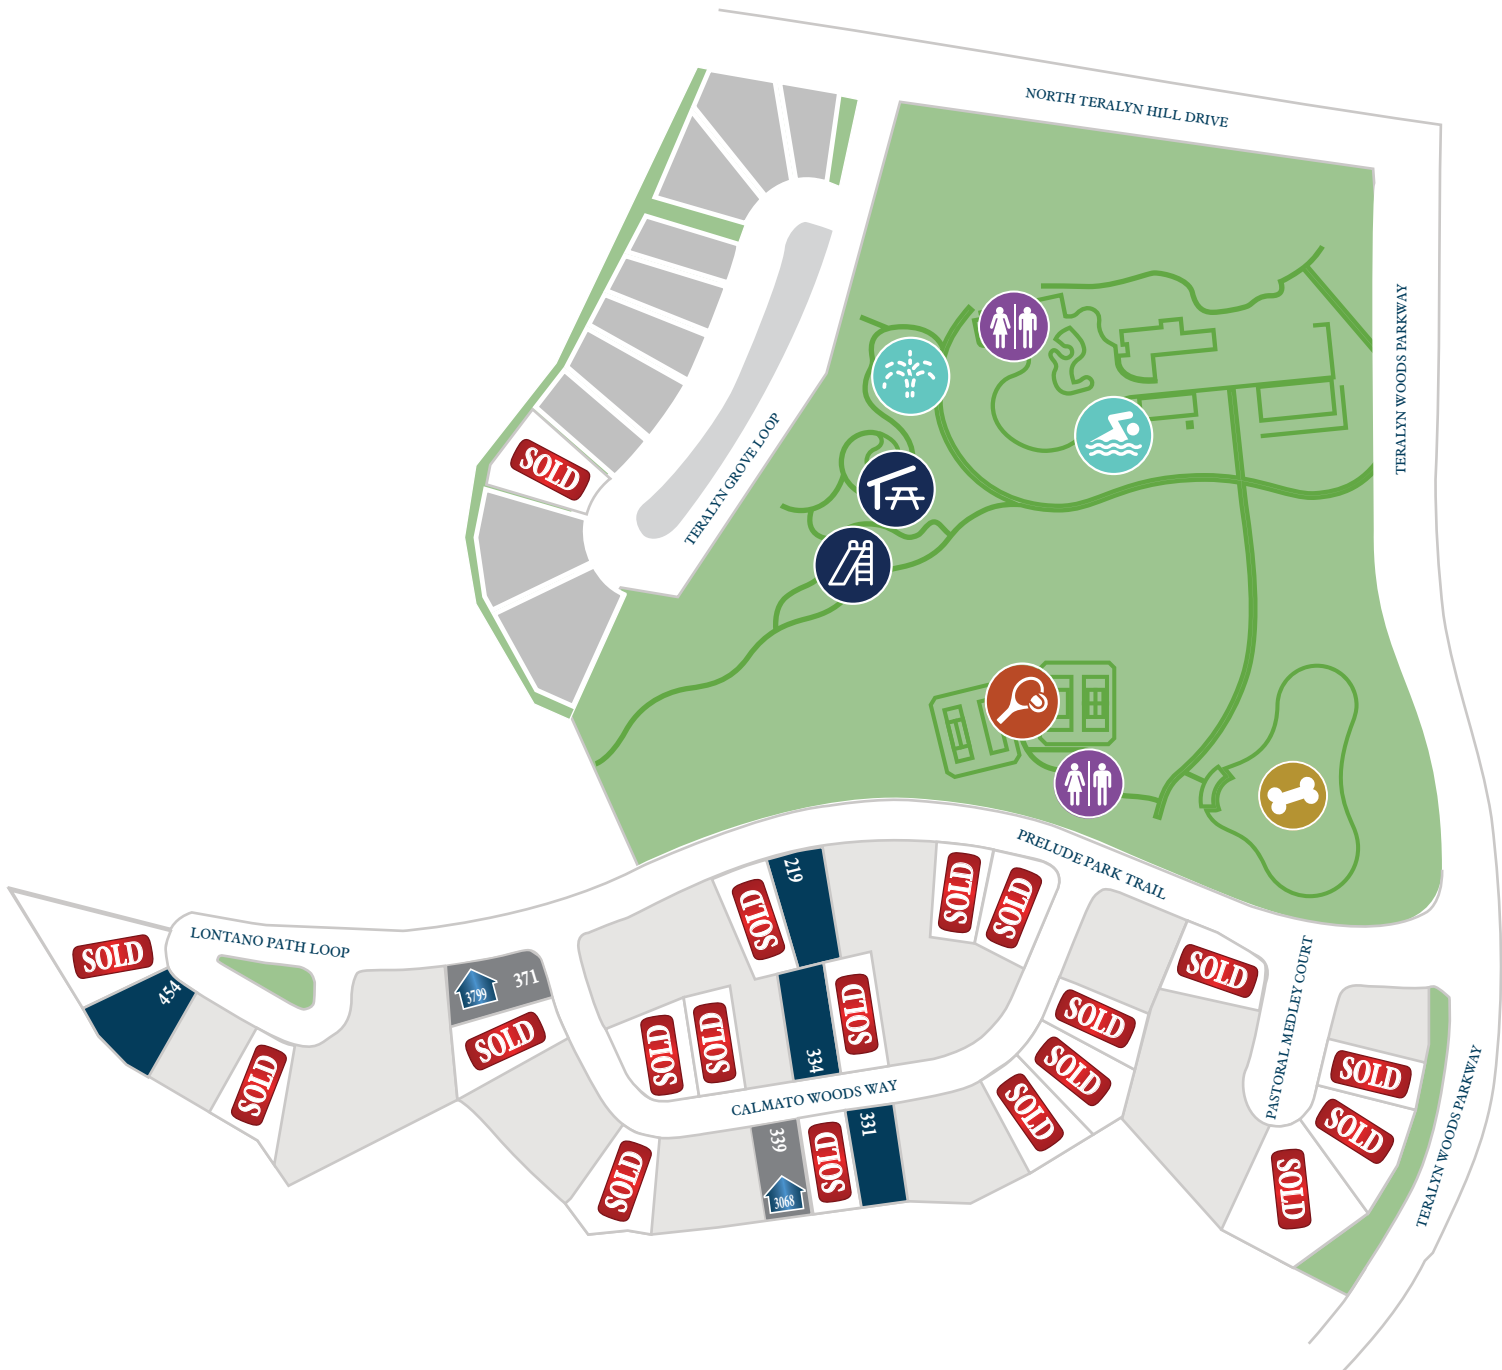 NORTH TERALYN HILL DRIVE
TERALYN WOODS PARKWAY
TERALYN GROVE LOOP
SOLD
PRELUDE PARK TRAIL
219
SOLD
SOLD
SOLD
LONTANO PATH LOOP
SOLD
454
371
3799
SOLD
SOLD
SOLD
SOLD
334
SOLD
SOLD
SOLD
SOLD
SOLD
PASTORAL MEDLEY COURT
SOLD
SOLD
SOLD
TERALYN WOODS PARKWAY
CALMATO WOODS WAY
SOLD
339
3068
SOLD
331
SOLD